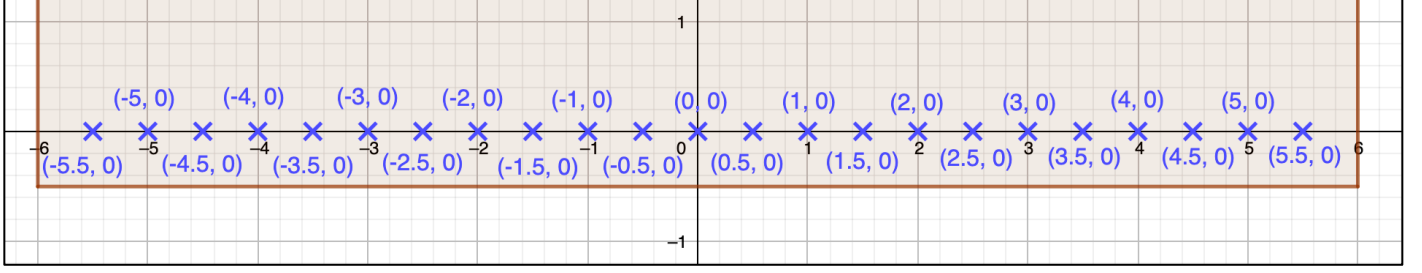 1
(-5, 0) (-4, 0) (-3, 0) (-2, 0) (-1, 0) (0, 0) (1, 0) (2, 0) (3, 0) (4, 0) (5, 0)
–6 –5 –4 –3 –2 –1 0 1 2 3 4 5 6
(-5.5, 0) (-4.5, 0) (-3.5, 0) (-2.5, 0) (-1.5, 0) (-0.5, 0) (0.5, 0) (1.5, 0) (2.5, 0) (3.5, 0) (4.5, 0) (5.5, 0)
–1